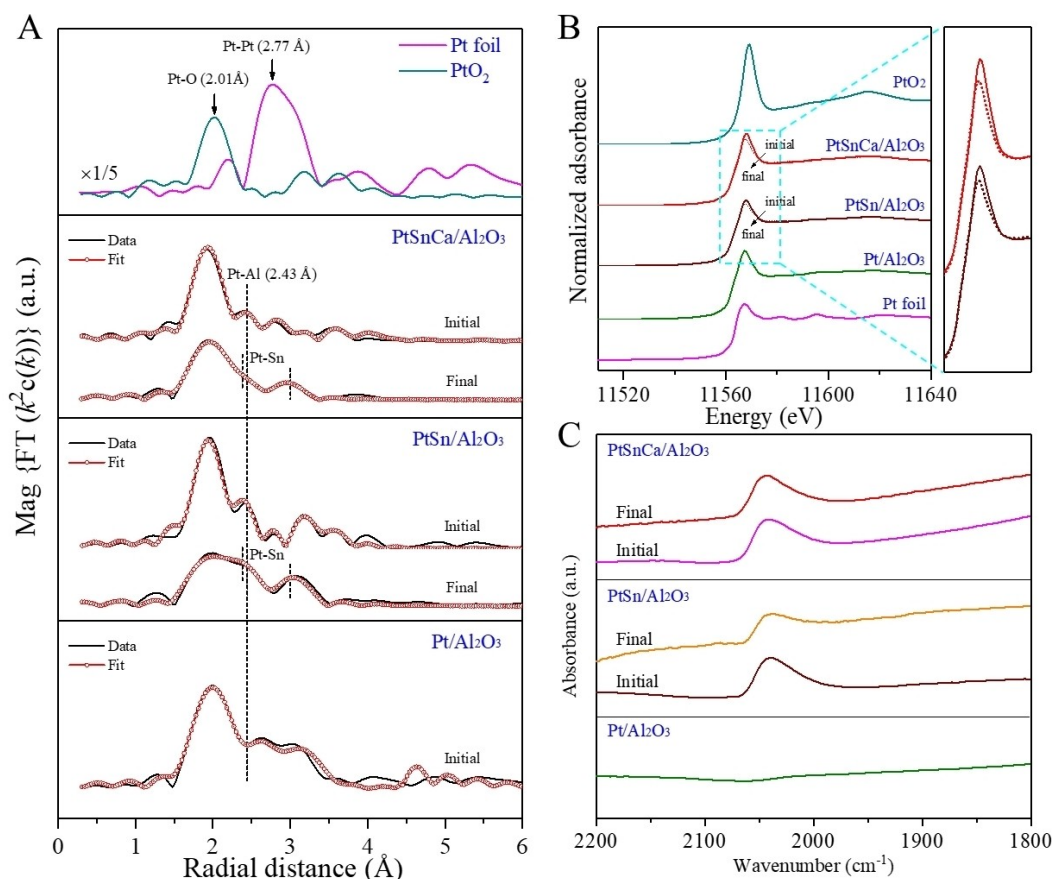 A
Pt-Pt (2.77 Å)
Pt-O (2.01Å)
Pt foil
PtO₂
×1/5
Mag {FT (k²c(k))} (a.u.)
PtSnCa/Al₂O₃
Data
Fit
Pt-Al (2.43 Å)
Initial
Pt-Sn
Final
PtSn/Al₂O₃
Data
Fit
Initial
Pt-Sn
Final
Pt/Al₂O₃
Data
Fit
Initial
0 1 2 3 4 5 6
Radial distance (Å)
B
Normalized adsorbance
PtO₂
initial
PtSnCa/Al₂O₃
final
initial
PtSn/Al₂O₃
final
Pt/Al₂O₃
Pt foil
11520 11560 11600 11640
Energy (eV)
C
Absorbance (a.u.)
PtSnCa/Al₂O₃
Final
Initial
PtSn/Al₂O₃
Final
Initial
Pt/Al₂O₃
2200 2100 2000 1900 1800
Wavenumber (cm⁻¹)